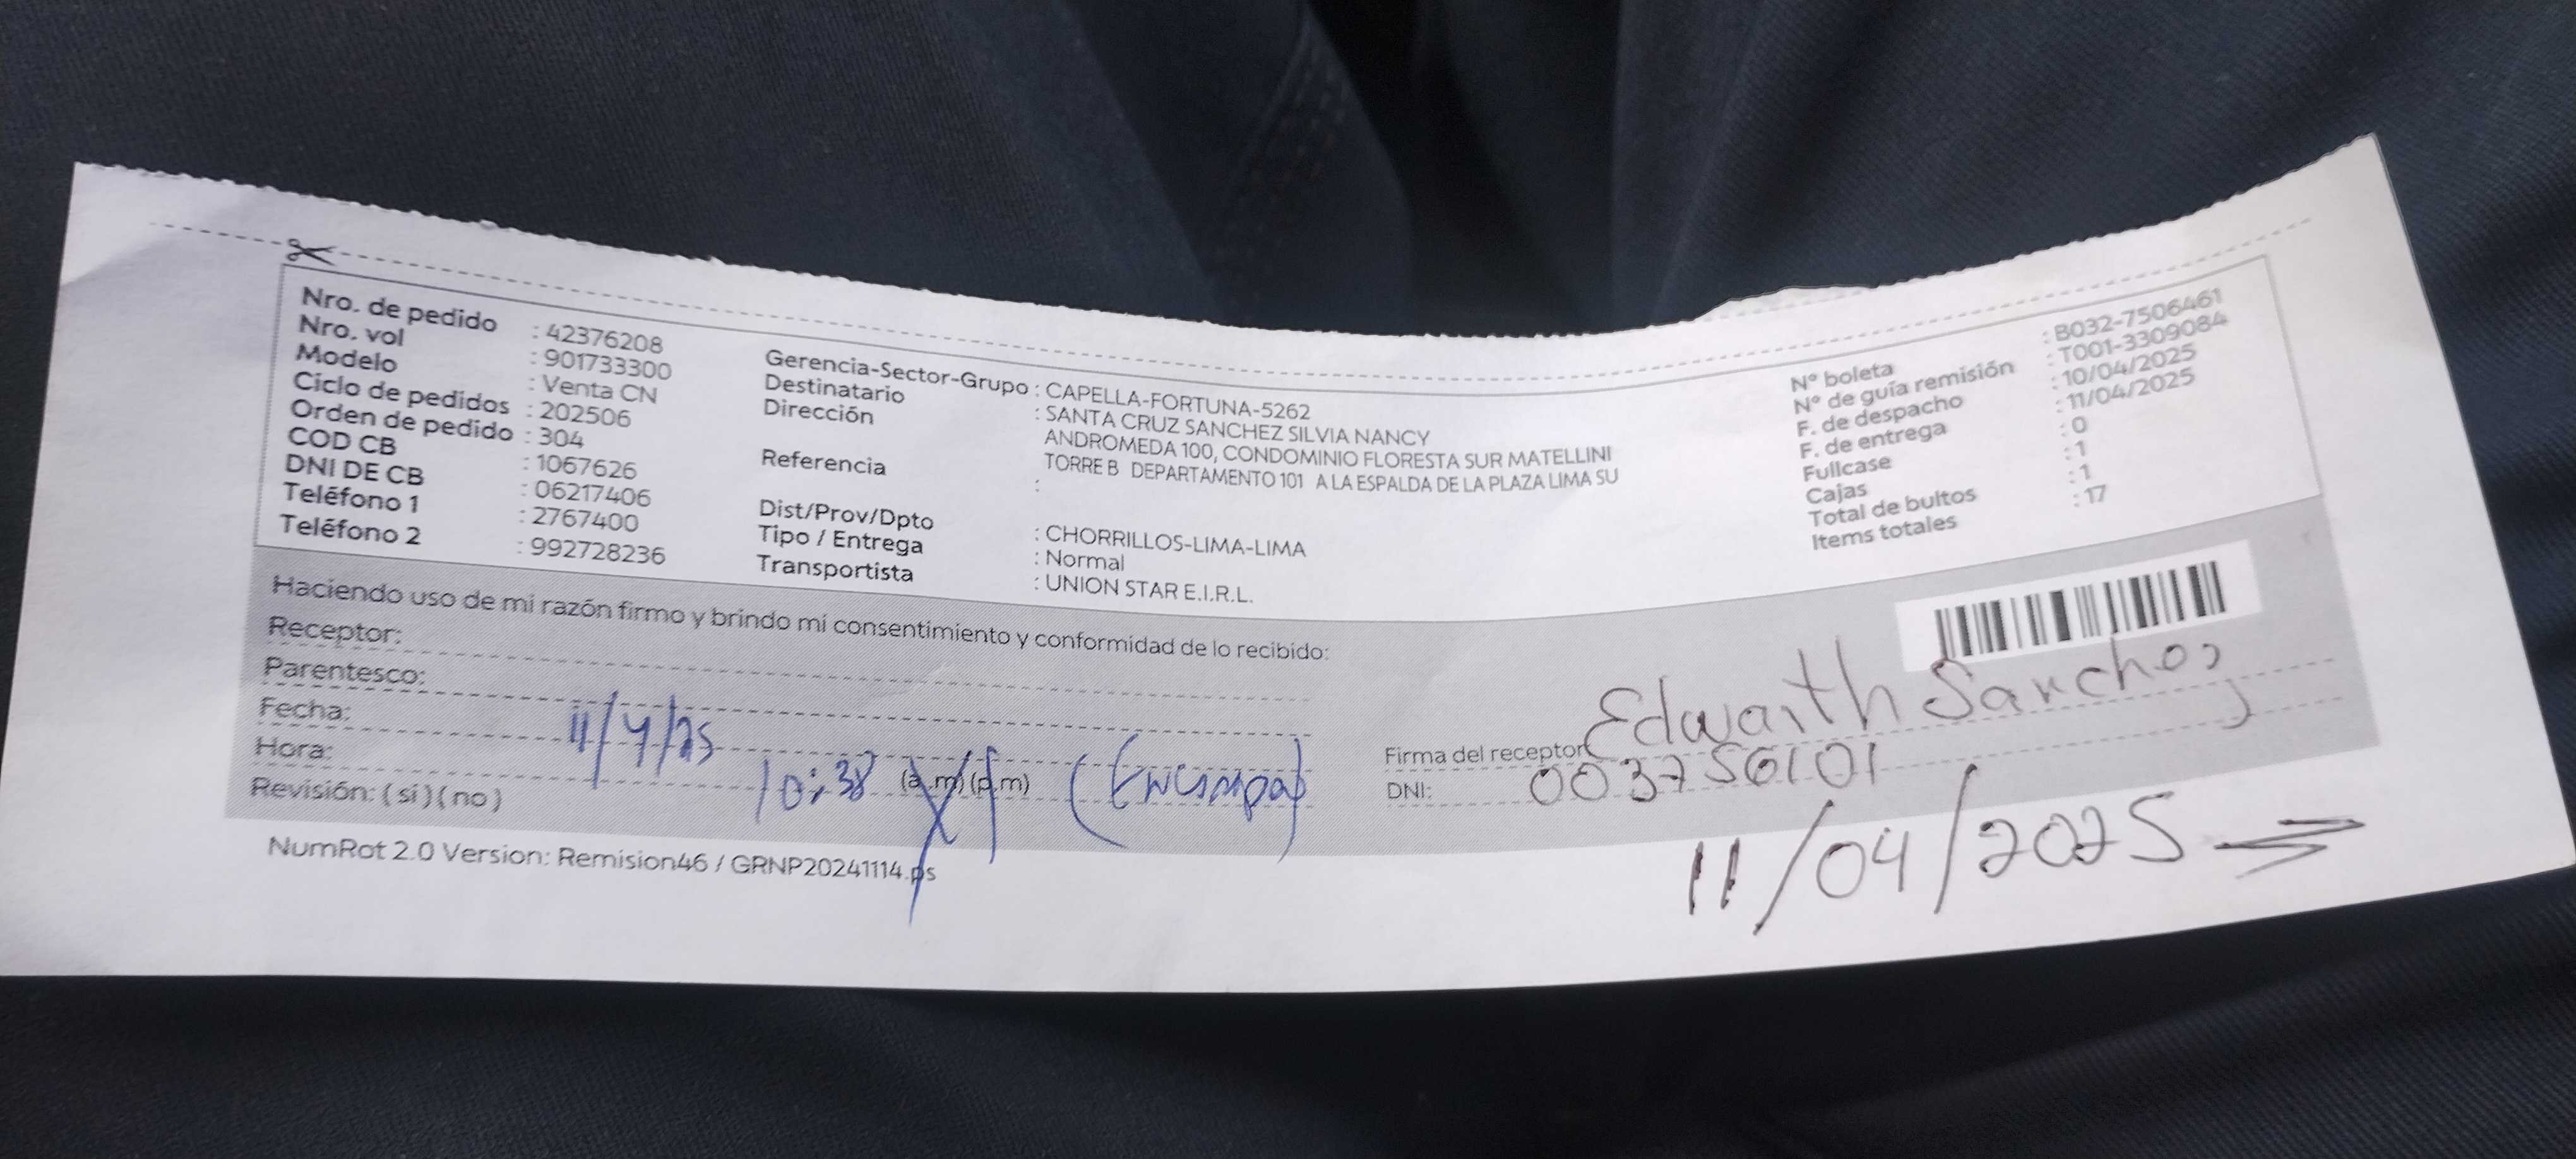 Nro. de pedido : 42376208
Nro. vol : 901733300
Modelo : Venta CN
Ciclo de pedidos : 202506
Orden de pedido : 304
COD CB : 1067626
DNI DE CB : 06217406
Teléfono 1 : 2767400
Teléfono 2 : 992728236
Gerencia-Sector-Grupo : CAPELLA-FORTUNA-5262
Destinatario : SANTA CRUZ SANCHEZ SILVIA NANCY
Dirección ANDROMEDA 100, CONDOMINIO FLORESTA SUR MATELLINI
TORRE B DEPARTAMENTO 101 A LA ESPALDA DE LA PLAZA LIMA SU
Referencia :
Dist/Prov/Dpto : CHORRILLOS-LIMA-LIMA
Tipo / Entrega : Normal
Transportista : UNION STAR E.I.R.L.
N° boleta : B032-7506461
N° de guía remisión : T001-3309084
F. de despacho : 10/04/2025
F. de entrega : 11/04/2025
Fullcase : 0
Cajas : 1
Total de bultos : 1
Items totales : 17
Haciendo uso de mi razón firmo y brindo mi consentimiento y conformidad de lo recibido:
Receptor:
Parentesco:
Fecha: 11/4/25
Hora: 10:38 (a.m) (p.m)
Revisión: ( si ) ( no )
Firma del receptor Edwarth Sanchez
DNI: 003756101
11/04/2025
NumRot 2.0 Version: Remision46 / GRNP20241114.ps